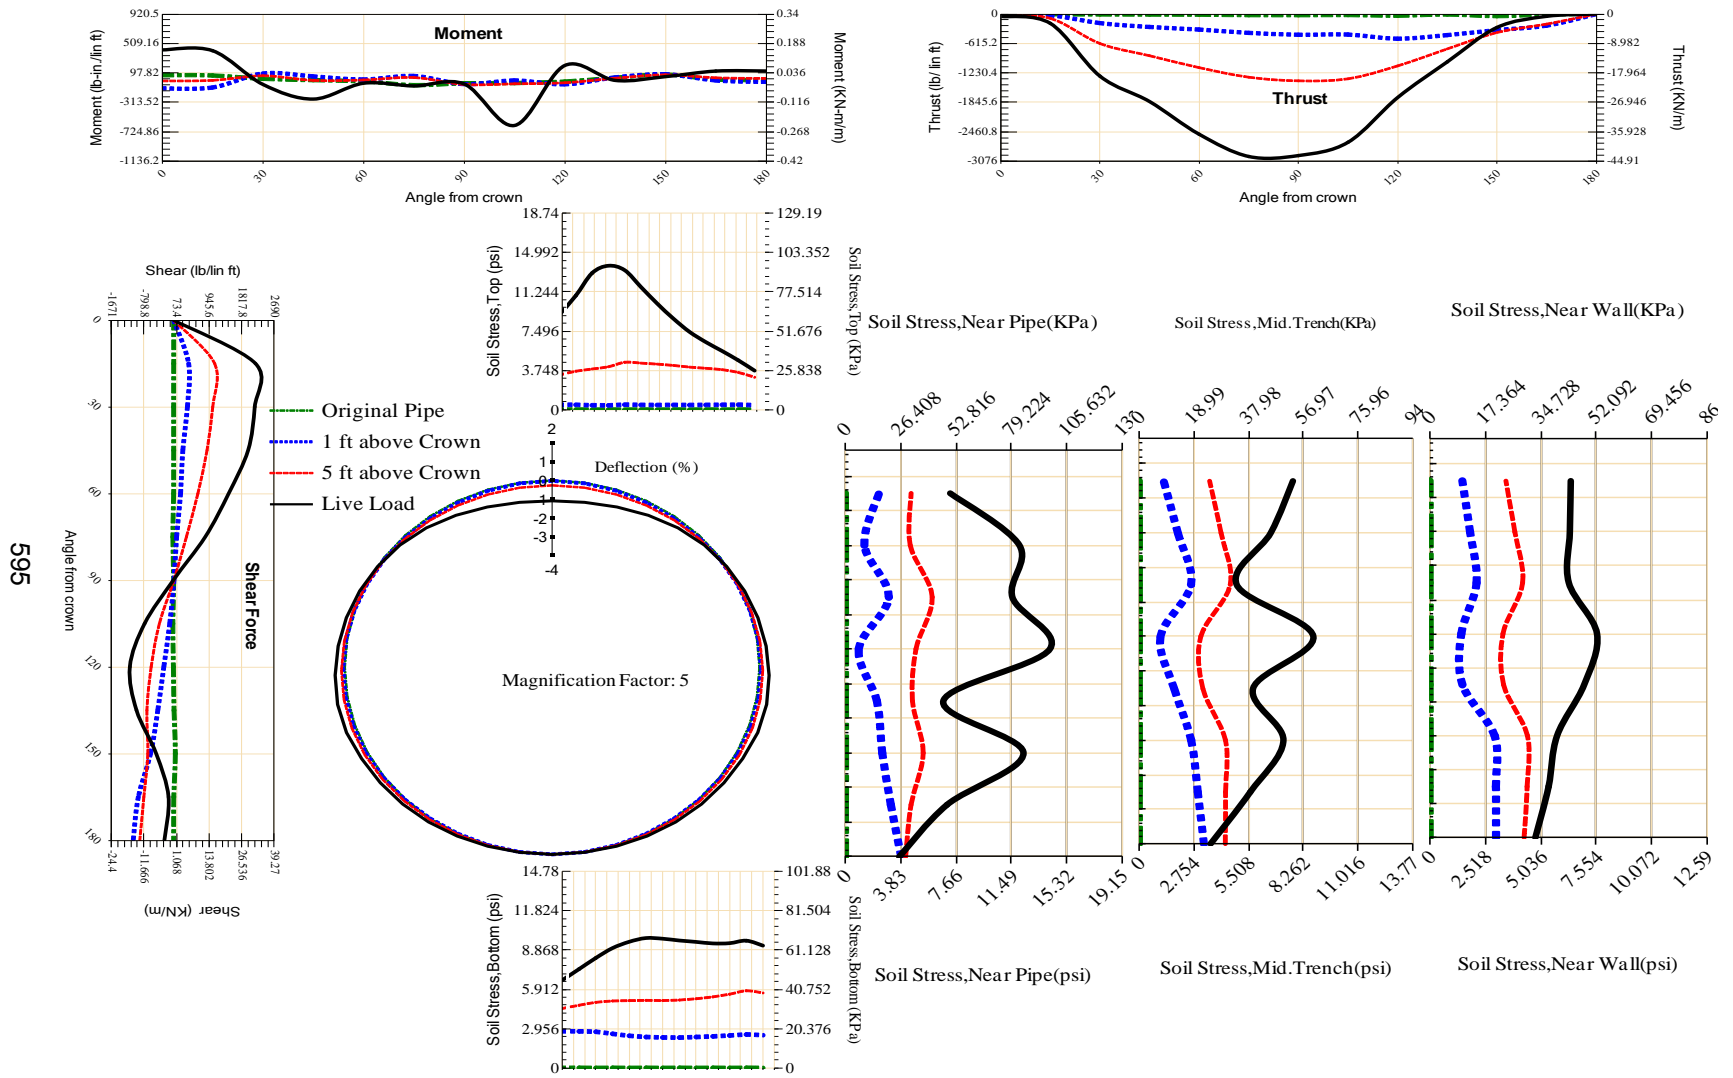 Moment
920.5
509.16
97.82
-313.52
-724.86
-1136.2
Moment (lb-in /lin ft)
0.34
0.188
0.036
-0.116
-0.268
-0.42
Moment (KN-m/m)
0 30 60 90 120 150 180
Angle from crown
Thrust
0
-615.2
-1230.4
-1845.6
-2460.8
-3076
Thrust (lb/ lin ft)
0
-8.982
-17.964
-26.946
-35.928
-44.91
Thrust (KN/m)
0 30 60 90 120 150 180
Angle from crown
18.74
14.992
11.244
7.496
3.748
0
Soil Stress,Top (psi)
129.19
103.352
77.514
51.676
25.838
0
Soil Stress,Top (KPa)
Shear (lb/lin ft)
-1671 -798.8 73.4 945.6 1817.8 2690
0
30
60
90
120
150
180
Angle from crown
Shear Force
-24.4 -11.666 1.068 13.802 26.536 39.27
Shear (KN/m)
595
Original Pipe
1 ft above Crown
5 ft above Crown
Live Load
2
1
0
-1
-2
-3
-4
Deflection (%)
Magnification Factor: 5
14.78
11.824
8.868
5.912
2.956
0
Soil Stress,Bottom (psi)
101.88
81.504
61.128
40.752
20.376
0
Soil Stress,Bottom (KPa)
Soil Stress,Near Pipe(KPa)
0 26.408 52.816 79.224 105.632 130
0 3.83 7.66 11.49 15.32 19.15
Soil Stress,Near Pipe(psi)
Soil Stress,Mid.Trench(KPa)
18.99 37.98 56.97 75.96 94
0 2.754 5.508 8.262 11.016 13.77
Soil Stress,Mid.Trench(psi)
Soil Stress,Near Wall(KPa)
0 17.364 34.728 52.092 69.456 86
0 2.518 5.036 7.554 10.072 12.59
Soil Stress,Near Wall(psi)